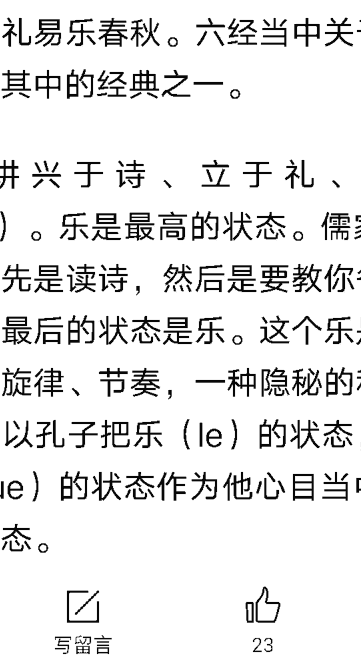 礼易乐春秋。六经当中关
其中的经典之一。
讲兴于诗、立于礼、
）。乐是最高的状态。儒家
先是读诗，然后是要教你
最后的状态是乐。这个乐
旋律、节奏，一种隐秘的
以孔子把乐（le）的状态
ue）的状态作为他心目当中
态。
写留言
23